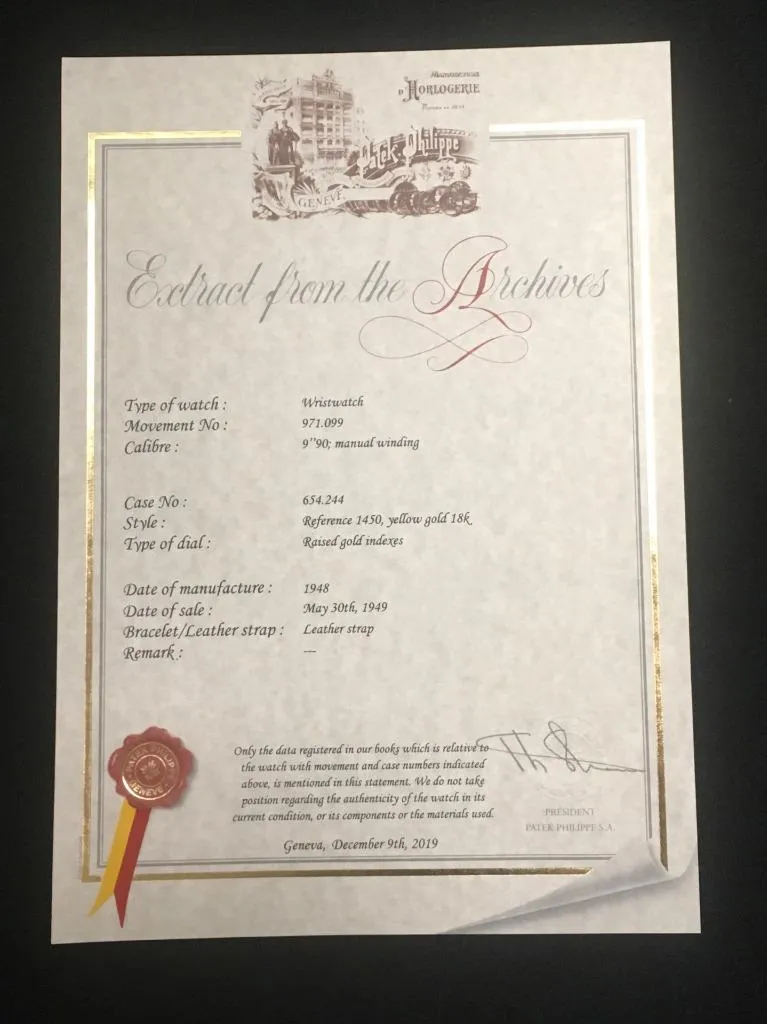 D'HORLOGERIE
Patek Philippe
GENÈVE
Extract from the Archives
Type of watch : Wristwatch
Movement No : 971.099
Calibre : 9'''90; manual winding
Case No : 654.244
Style : Reference 1450, yellow gold 18k
Type of dial : Raised gold indexes
Date of manufacture : 1948
Date of sale : May 30th, 1949
Bracelet/Leather strap : Leather strap
Remark : ---
Only the data registered in our books which is relative to
the watch with movement and case numbers indicated
above, is mentioned in this statement. We do not take
position regarding the authenticity of the watch in its
current condition, or its components or the materials used.
Geneva, December 9th, 2019
PRÉSIDENT
PATEK PHILIPPE S.A.
PATEK PHILIPPE
GENEVE